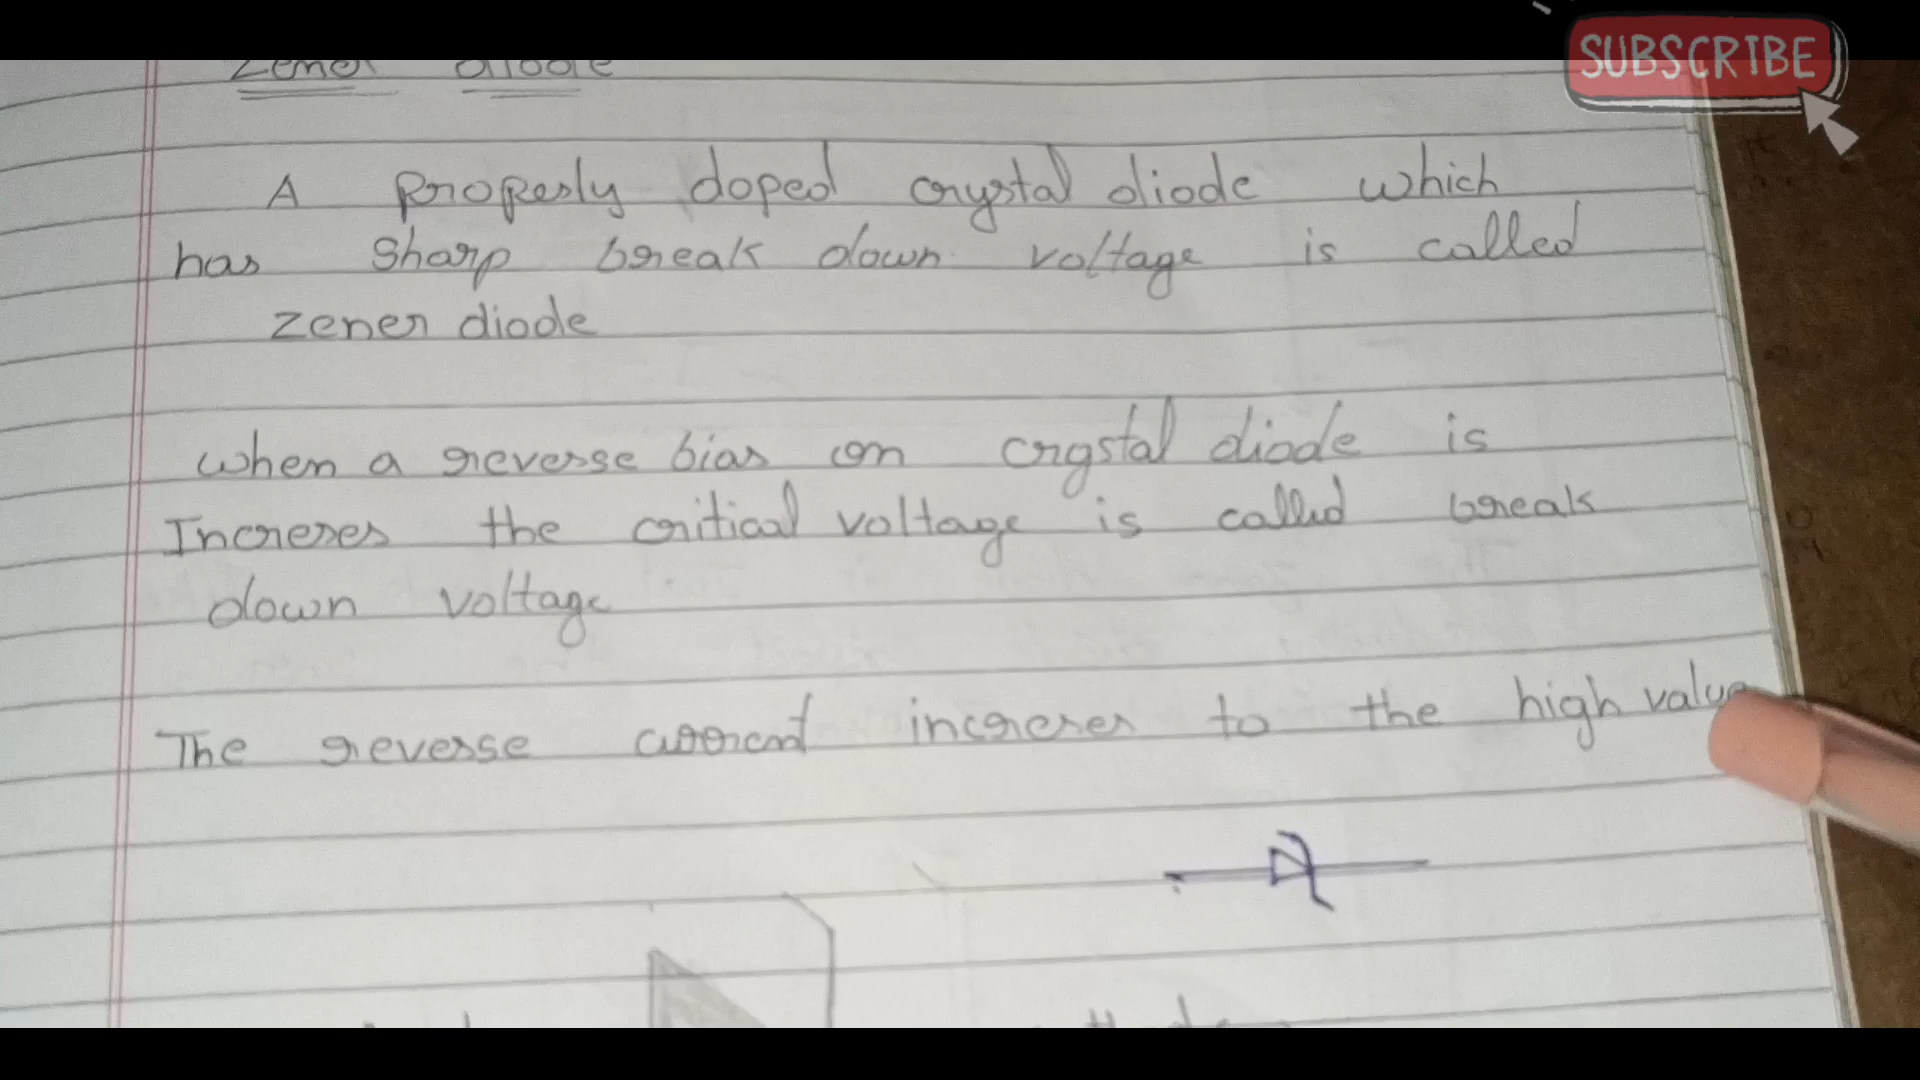 SUBSCRIBE
Zener diode
A properly doped crystal diode which
has sharp break down voltage is called
zener diode
when a reverse bias on crystal diode is
Increses the critical voltage is called break
down voltage
The reverse current increses to the high value